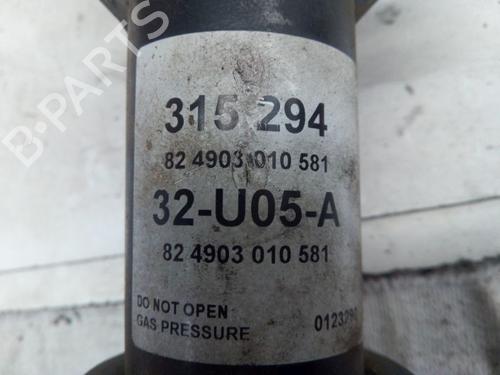 315 294
82 4903 010 581
32-U05-A
82 4903 010 581
DO NOT OPEN
GAS PRESSURE
B-PARTS